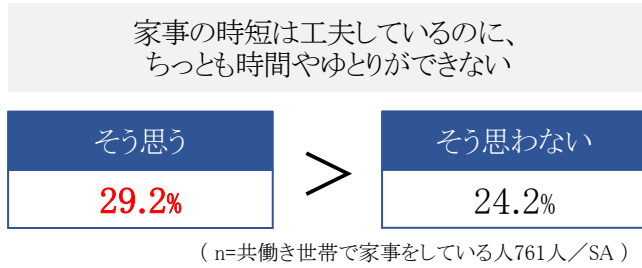 家事の時短は工夫しているのに、
ちっとも時間やゆとりができない
そう思う
29.2%
>
そう思わない
24.2%
( n=共働き世帯で家事をしている人761人／SA )